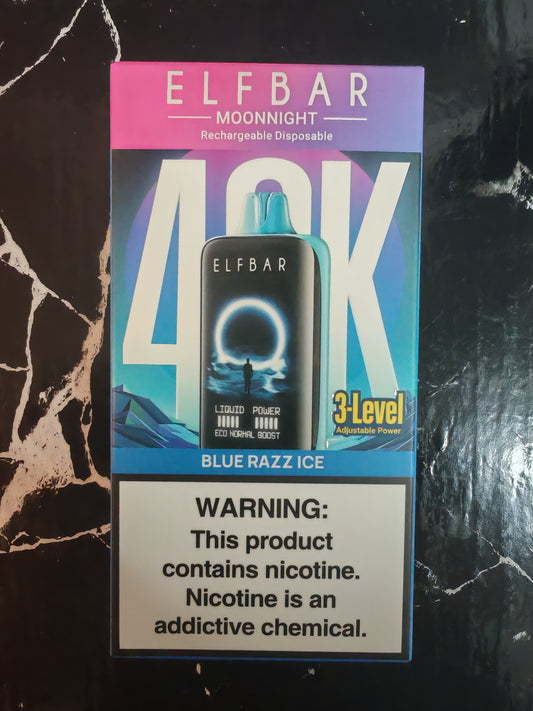 ELFBAR
MOONNIGHT
Rechargeable Disposable
40K
ELFBAR
LIQUID POWER
ECO NORMAL BOOST
3-Level
Adjustable Power
BLUE RAZZ ICE
WARNING:
This product
contains nicotine.
Nicotine is an
addictive chemical.